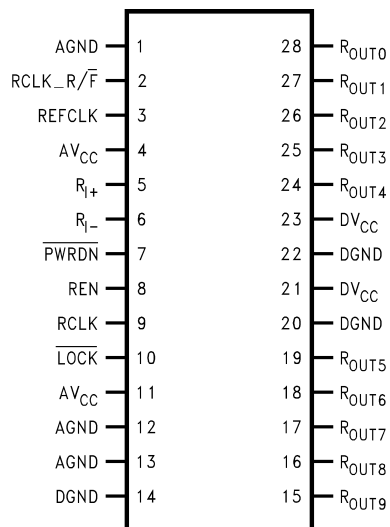 AGND 1 28 ROUT0
RCLK_R/F̅ 2 27 ROUT1
REFCLK 3 26 ROUT2
AVCC 4 25 ROUT3
RI+ 5 24 ROUT4
RI− 6 23 DVCC
P̅W̅R̅D̅N̅ 7 22 DGND
REN 8 21 DVCC
RCLK 9 20 DGND
L̅O̅C̅K̅ 10 19 ROUT5
AVCC 11 18 ROUT6
AGND 12 17 ROUT7
AGND 13 16 ROUT8
DGND 14 15 ROUT9